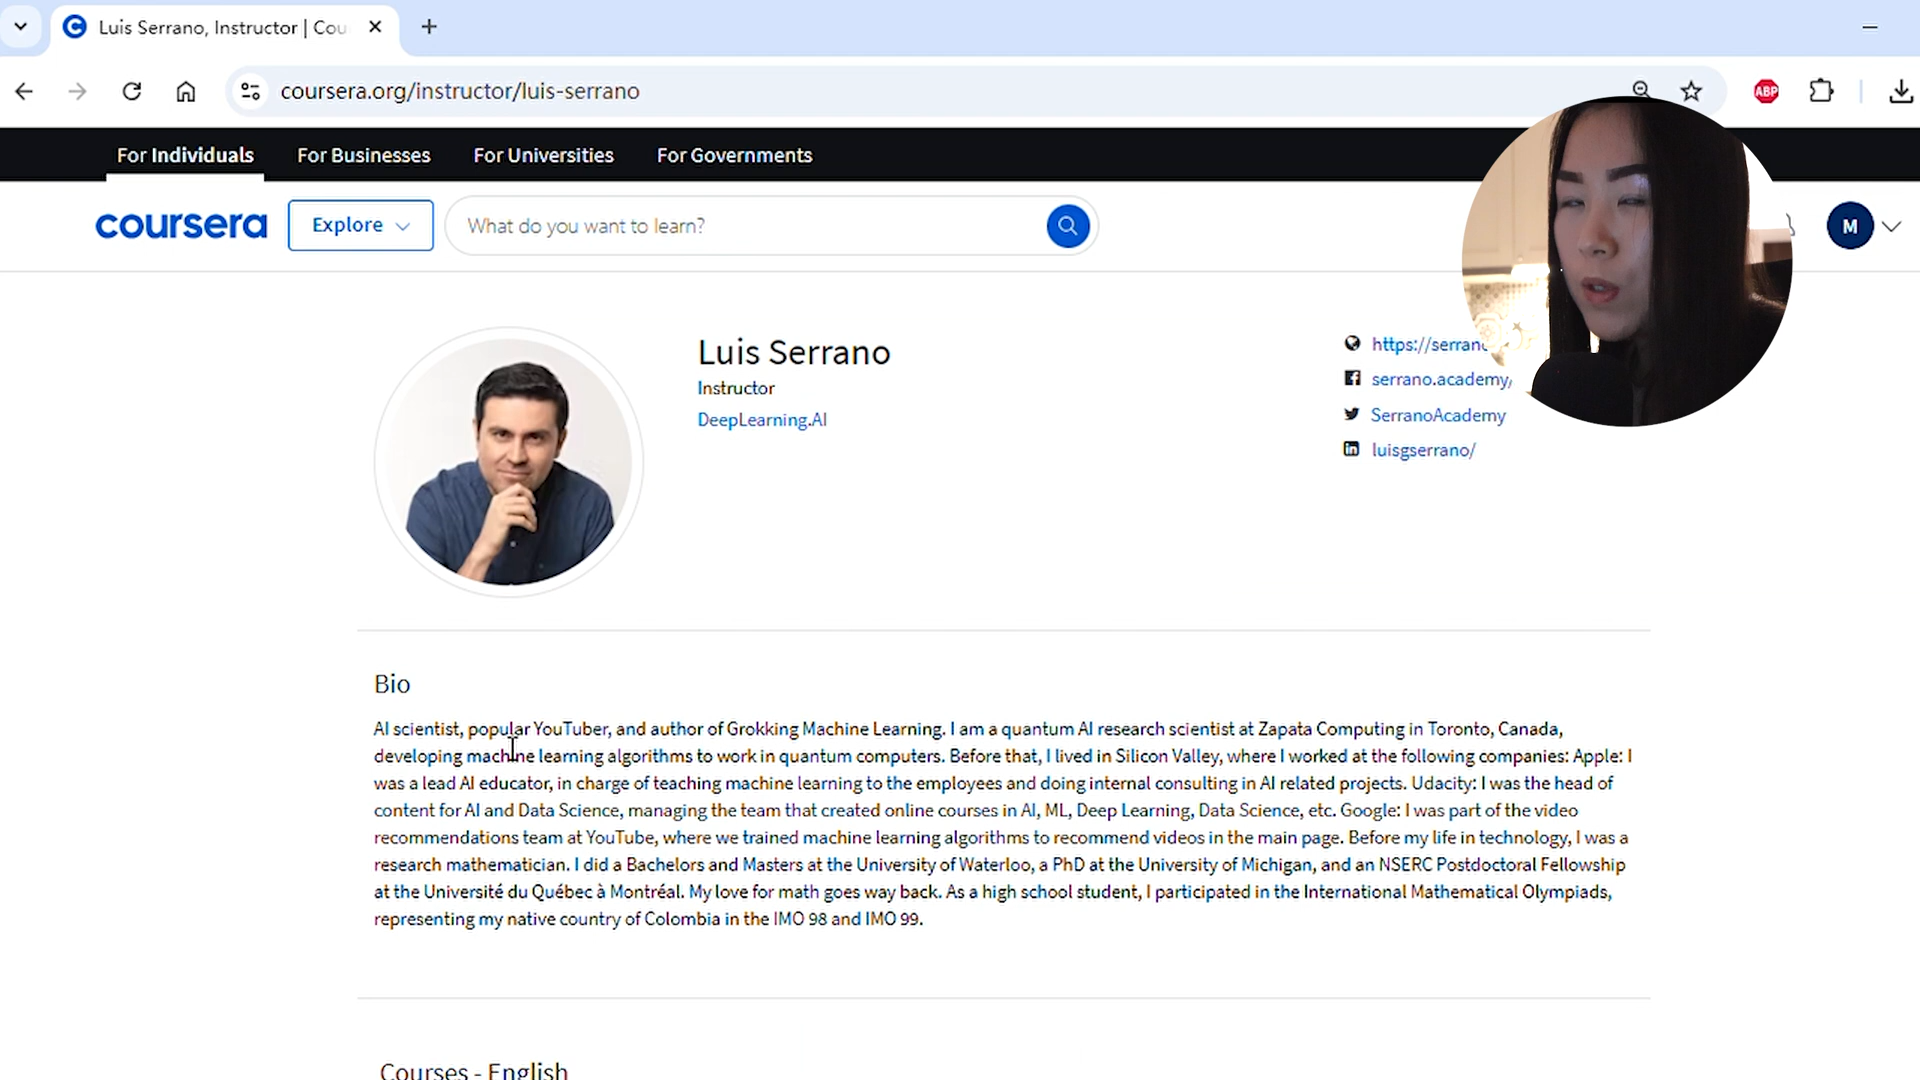 Luis Serrano, Instructor | Cou
coursera.org/instructor/luis-serrano
ABP
For Individuals
For Businesses
For Universities
For Governments
coursera
Explore
What do you want to learn?
M
Luis Serrano
Instructor
DeepLearning.AI
https://serrano
serrano.academy/
SerranoAcademy
luisgserrano/
Bio
AI scientist, popular YouTuber, and author of Grokking Machine Learning. I am a quantum AI research scientist at Zapata Computing in Toronto, Canada,
developing machine learning algorithms to work in quantum computers. Before that, I lived in Silicon Valley, where I worked at the following companies: Apple: I
was a lead AI educator, in charge of teaching machine learning to the employees and doing internal consulting in AI related projects. Udacity: I was the head of
content for AI and Data Science, managing the team that created online courses in AI, ML, Deep Learning, Data Science, etc. Google: I was part of the video
recommendations team at YouTube, where we trained machine learning algorithms to recommend videos in the main page. Before my life in technology, I was a
research mathematician. I did a Bachelors and Masters at the University of Waterloo, a PhD at the University of Michigan, and an NSERC Postdoctoral Fellowship
at the Université du Québec à Montréal. My love for math goes way back. As a high school student, I participated in the International Mathematical Olympiads,
representing my native country of Colombia in the IMO 98 and IMO 99.
Courses - English